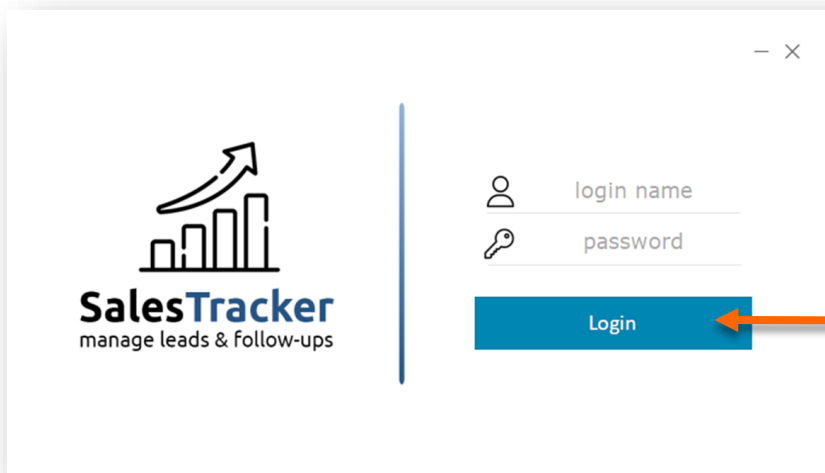 SalesTracker
manage leads & follow-ups
login name
password
Login